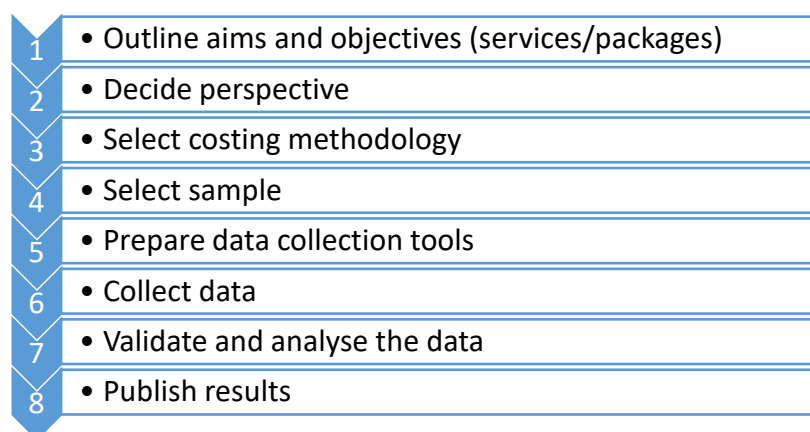 1 • Outline aims and objectives (services/packages)
2 • Decide perspective
3 • Select costing methodology
4 • Select sample
5 • Prepare data collection tools
6 • Collect data
7 • Validate and analyse the data
8 • Publish results